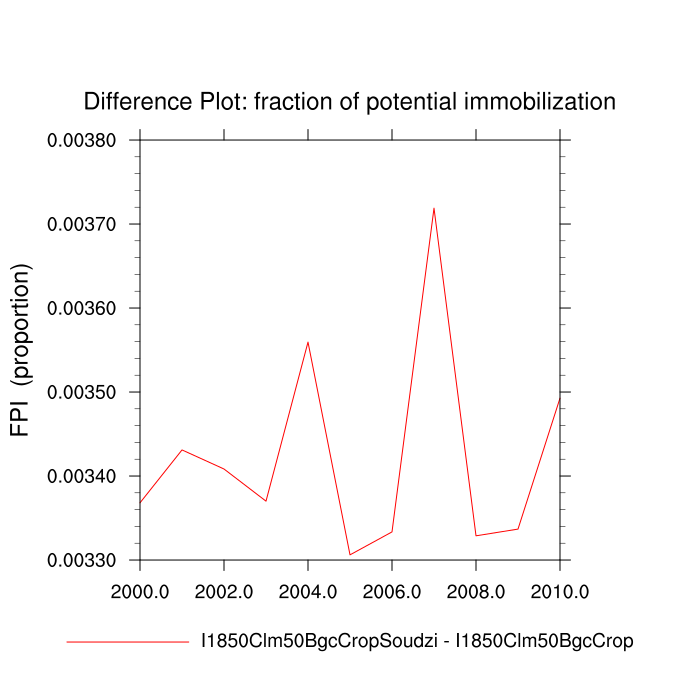 Difference Plot: fraction of potential immobilization
FPI (proportion)
0.00380
0.00370
0.00360
0.00350
0.00340
0.00330
2000.0 2002.0 2004.0 2006.0 2008.0 2010.0
I1850Clm50BgcCropSoudzi - I1850Clm50BgcCrop